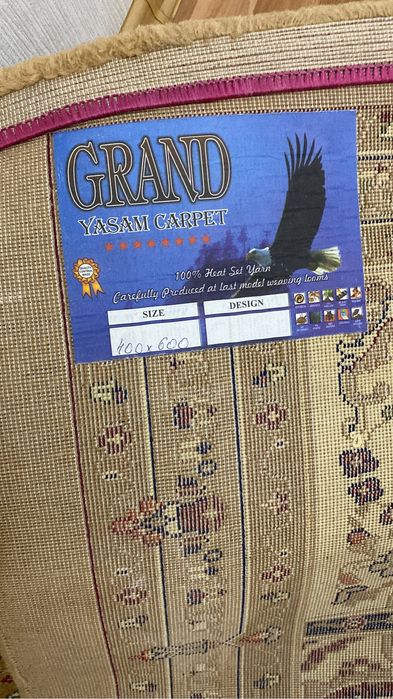 GRAND
YASAM CARPET
100% Heat Set Yarn
Carefully Produced at last model weaving looms
SIZE
DESIGN
400 x 600